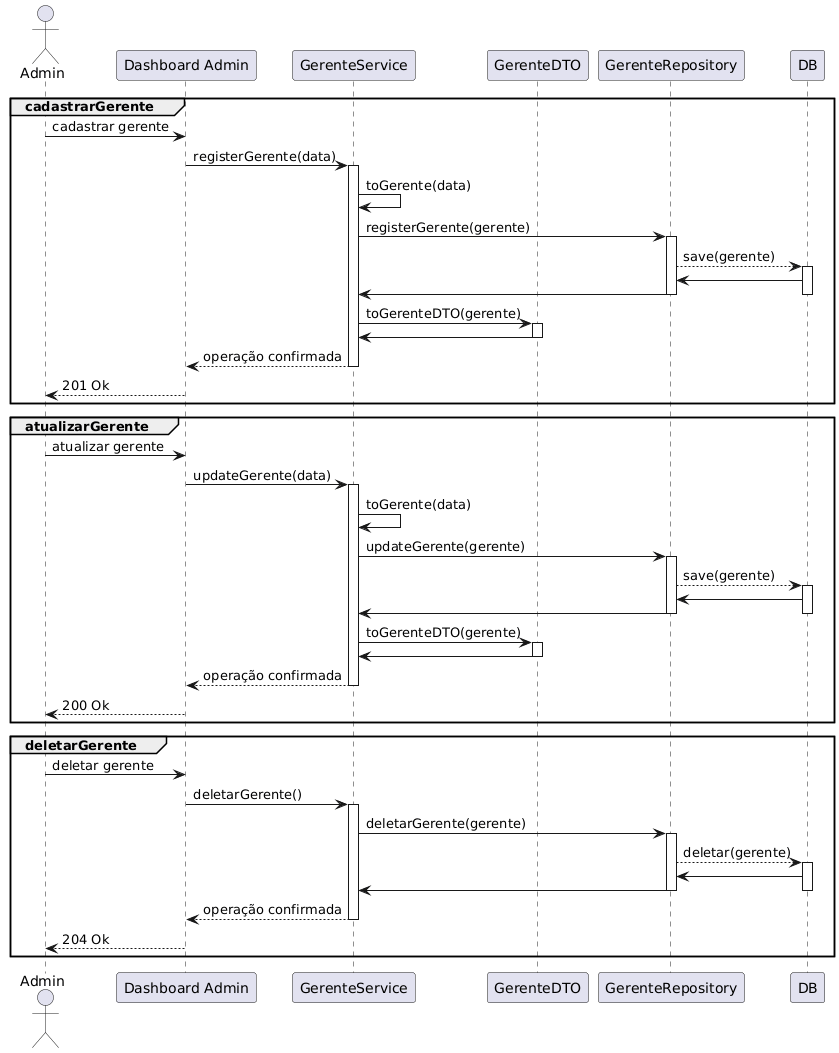 Admin
Dashboard Admin
GerenteService
GerenteDTO
GerenteRepository
DB
cadastrarGerente
cadastrar gerente
registerGerente(data)
toGerente(data)
registerGerente(gerente)
save(gerente)
toGerenteDTO(gerente)
operação confirmada
201 Ok
atualizarGerente
atualizar gerente
updateGerente(data)
toGerente(data)
updateGerente(gerente)
save(gerente)
toGerenteDTO(gerente)
operação confirmada
200 Ok
deletarGerente
deletar gerente
deletarGerente()
deletarGerente(gerente)
deletar(gerente)
operação confirmada
204 Ok
Admin
Dashboard Admin
GerenteService
GerenteDTO
GerenteRepository
DB